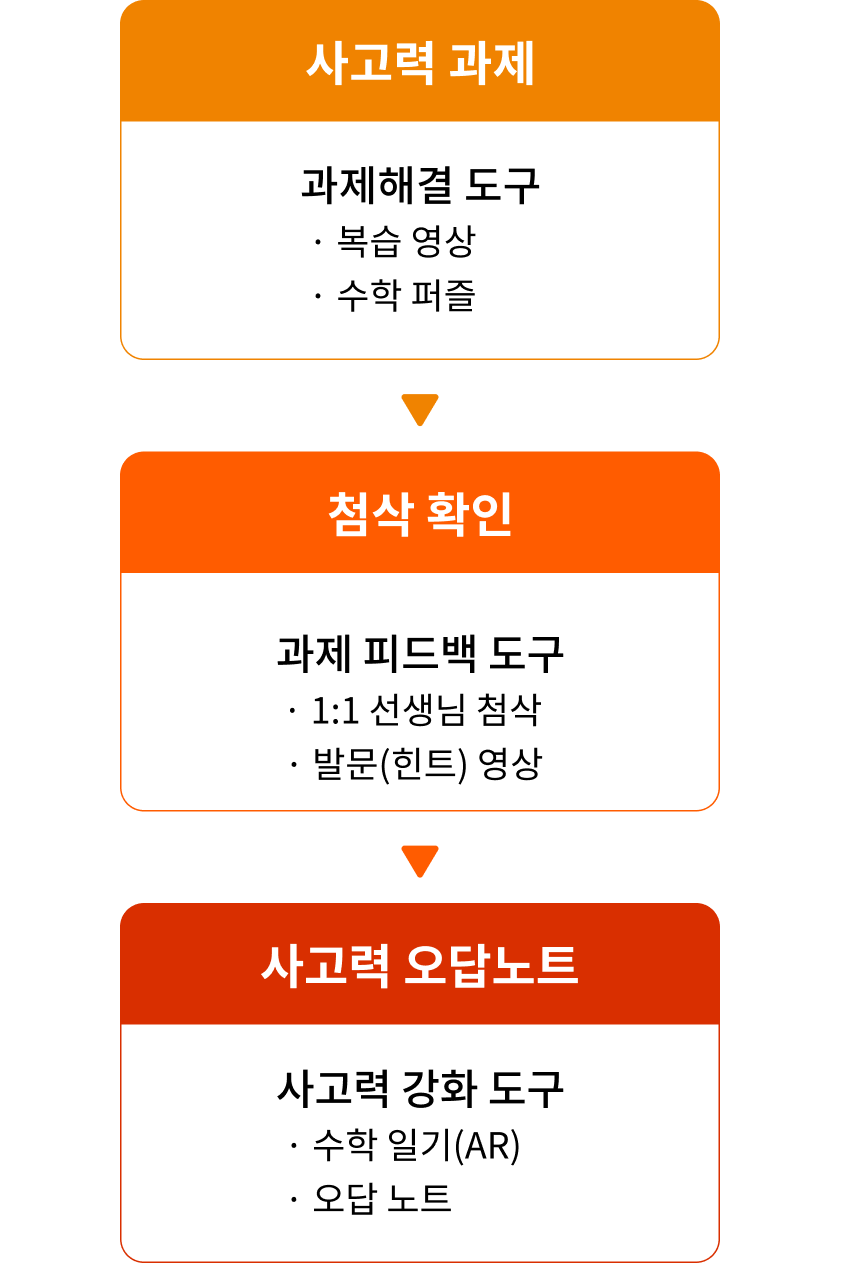 사고력 과제
과제해결 도구
· 복습 영상
· 수학 퍼즐
첨삭 확인
과제 피드백 도구
· 1:1 선생님 첨삭
· 발문(힌트) 영상
사고력 오답노트
사고력 강화 도구
· 수학 일기(AR)
· 오답 노트